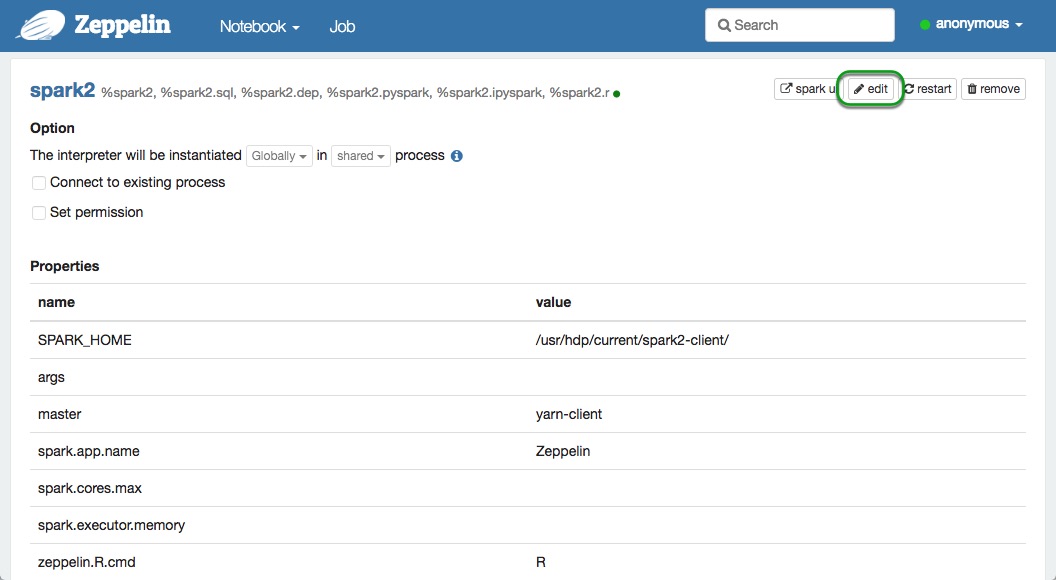 Zeppelin Notebook Job Search anonymous
spark2 %spark2, %spark2.sql, %spark2.dep, %spark2.pyspark, %spark2.ipyspark, %spark2.r spark u edit restart remove
Option
The interpreter will be instantiated Globally in shared process
Connect to existing process
Set permission
Properties
name value
SPARK_HOME /usr/hdp/current/spark2-client/
args
master yarn-client
spark.app.name Zeppelin
spark.cores.max
spark.executor.memory
zeppelin.R.cmd R